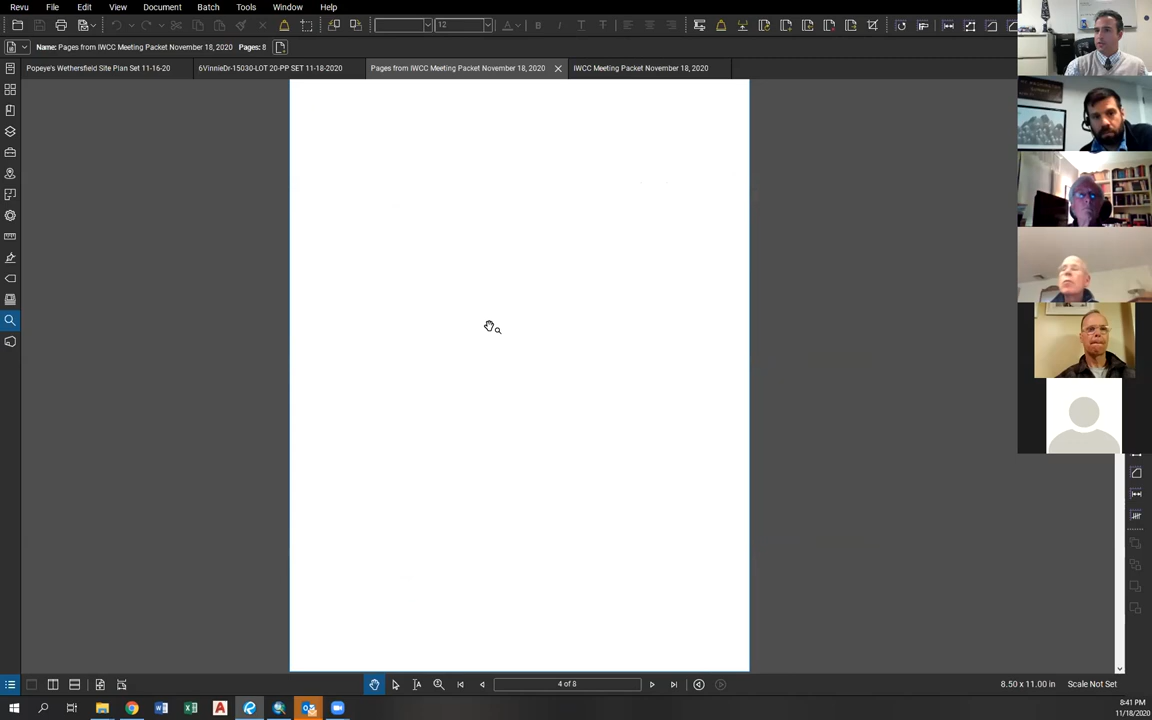 Revu File Edit View Document Batch Tools Window Help
12
Name: Pages from IWCC Meeting Packet November 18, 2020 Pages: 8
Popeye's Wethersfield Site Plan Set 11-16-20 6VinnieDr-15030-LOT 20-PP SET 11-18-2020 Pages from IWCC Meeting Packet November 18, 2020 IWCC Meeting Packet November 18, 2020
4 of 8
8.50 x 11.00 in Scale Not Set
8:41 PM
11/18/2020